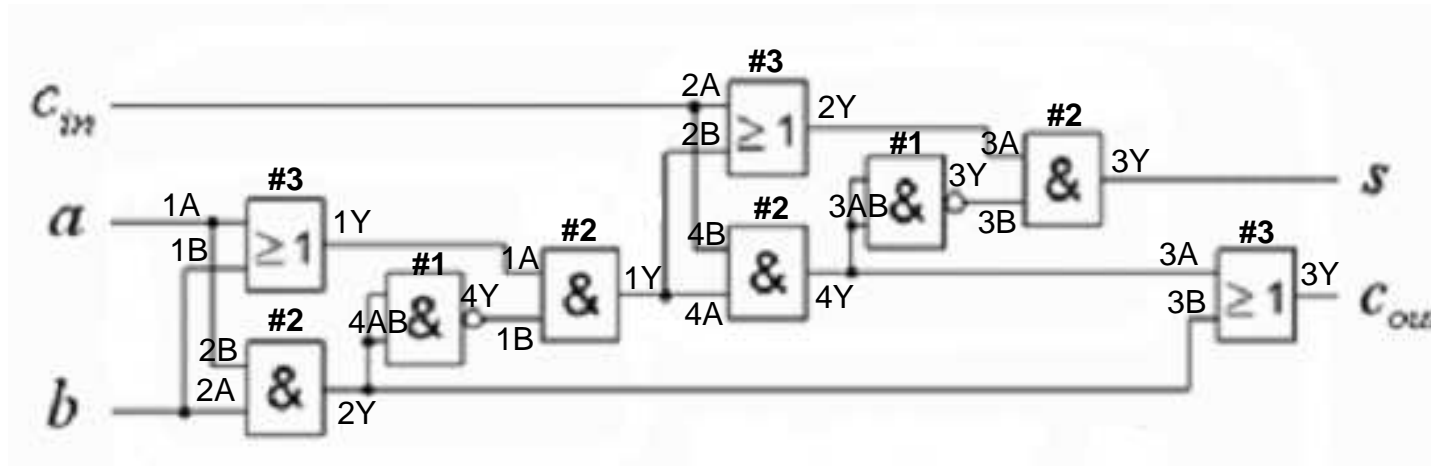 #3
c_in 2A 2Y #2
2B ≥1 #1 3A
#3 3Y & 3Y s
a 1A 1Y #2 3AB & 3B
1B ≥1 #2 4B #3
#1 1A & 3A 3Y
4Y & 1Y 4A 4Y ≥1 c_ou
#2 4AB & 1B 3B
2B
b 2A & 2Y